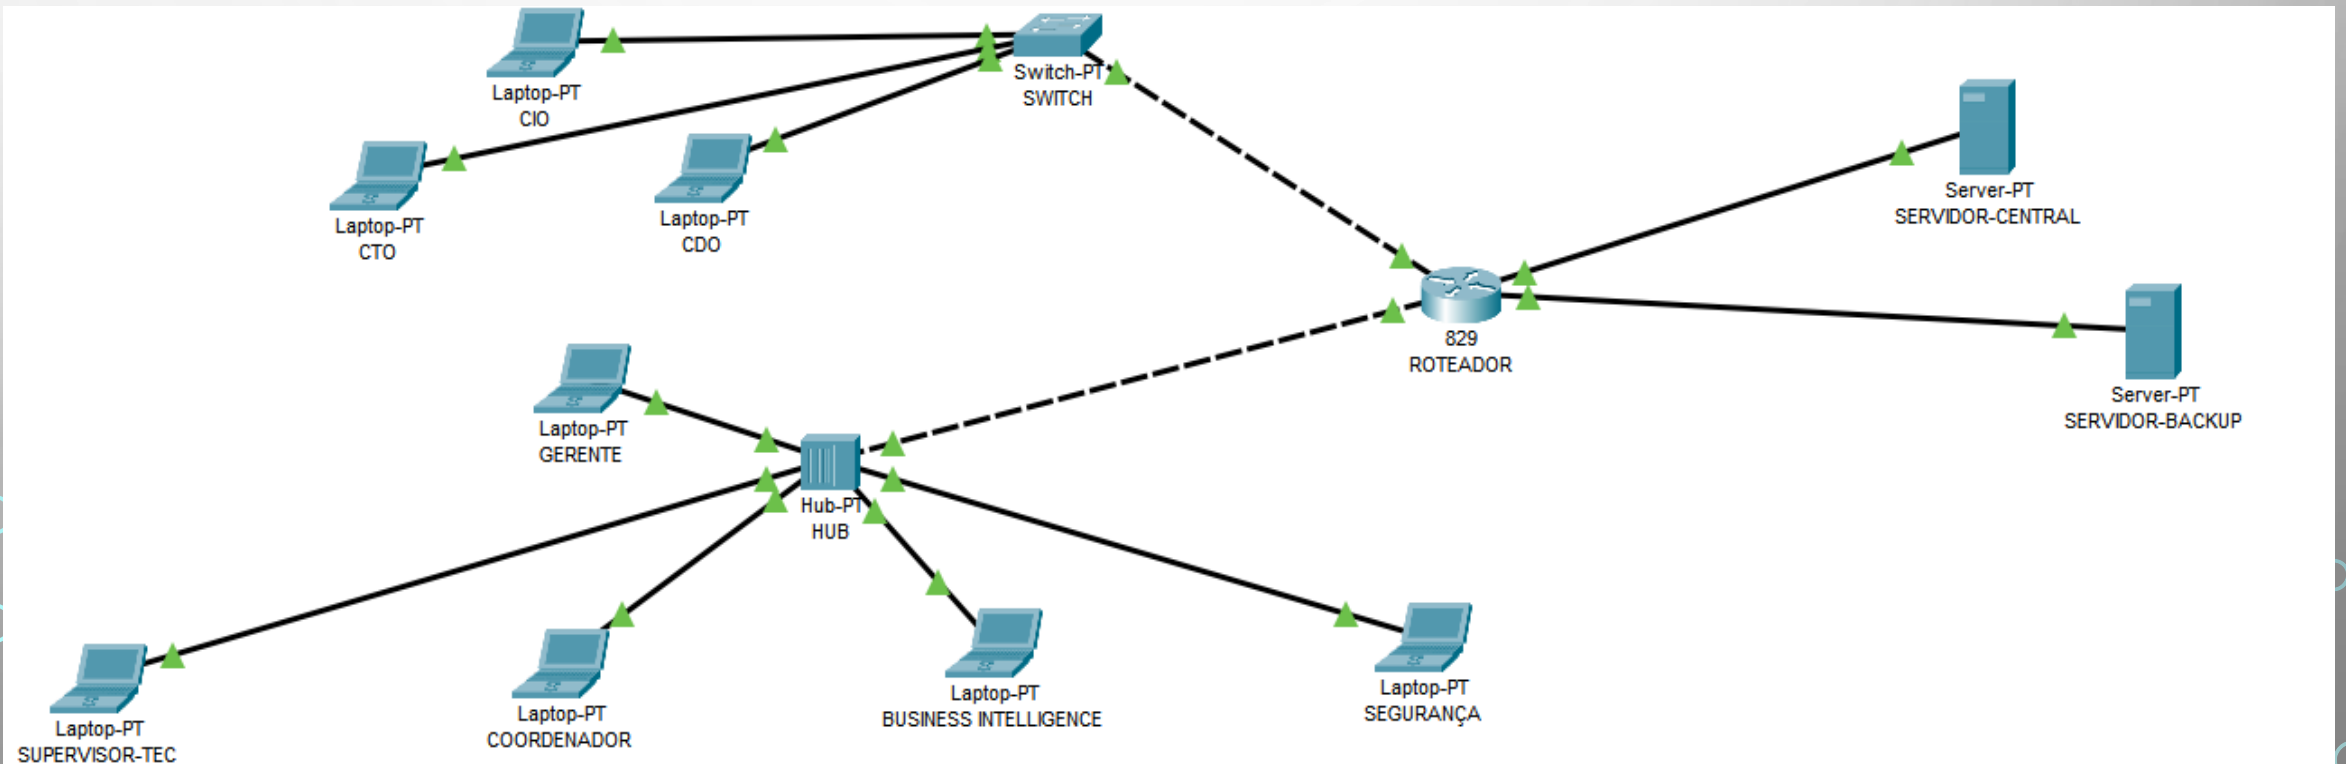 Laptop-PT
CIO
Switch-PT
SWITCH
Laptop-PT
CTO
Laptop-PT
CDO
Server-PT
SERVIDOR-CENTRAL
829
ROTEADOR
Server-PT
SERVIDOR-BACKUP
Laptop-PT
GERENTE
Hub-PT
HUB
Laptop-PT
SUPERVISOR-TEC
Laptop-PT
COORDENADOR
Laptop-PT
BUSINESS INTELLIGENCE
Laptop-PT
SEGURANÇA